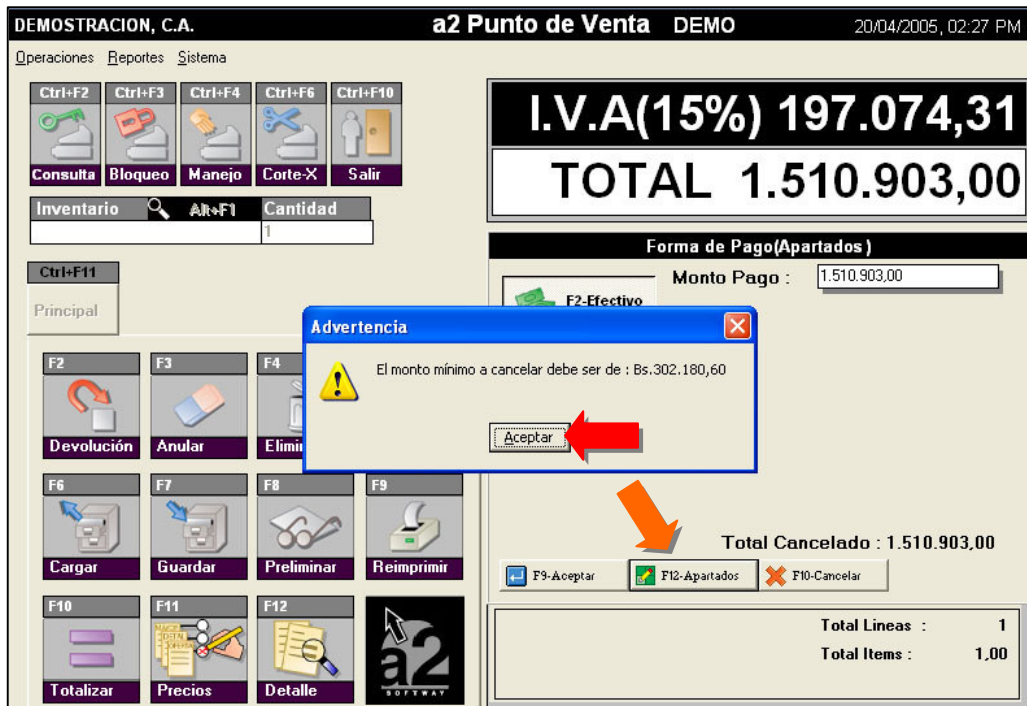 DEMOSTRACION, C.A. a2 Punto de Venta DEMO 20/04/2005, 02:27 PM
Operaciones Reportes Sistema
Ctrl+F2 Ctrl+F3 Ctrl+F4 Ctrl+F6 Ctrl+F10
Consulta Bloqueo Manejo Corte-X Salir
Inventario Alt+F1 Cantidad
1
I.V.A(15%) 197.074,31
TOTAL 1.510.903,00
Forma de Pago(Apartados)
Monto Pago : 1.510.903,00
F2-Efectivo
Ctrl+F11
Principal
Advertencia
El monto mínimo a cancelar debe ser de : Bs.302.180,60
Aceptar
F2 F3 F4
Devolución Anular
F6 F7 F8 F9
Cargar Guardar Preliminar Reimprimir
Total Cancelado : 1.510.903,00
F9-Aceptar F12-Apartados F10-Cancelar
F10 F11 F12
Totalizar Precios Detalle
a2
SOFTWAY
Total Lineas : 1
Total Items : 1,00